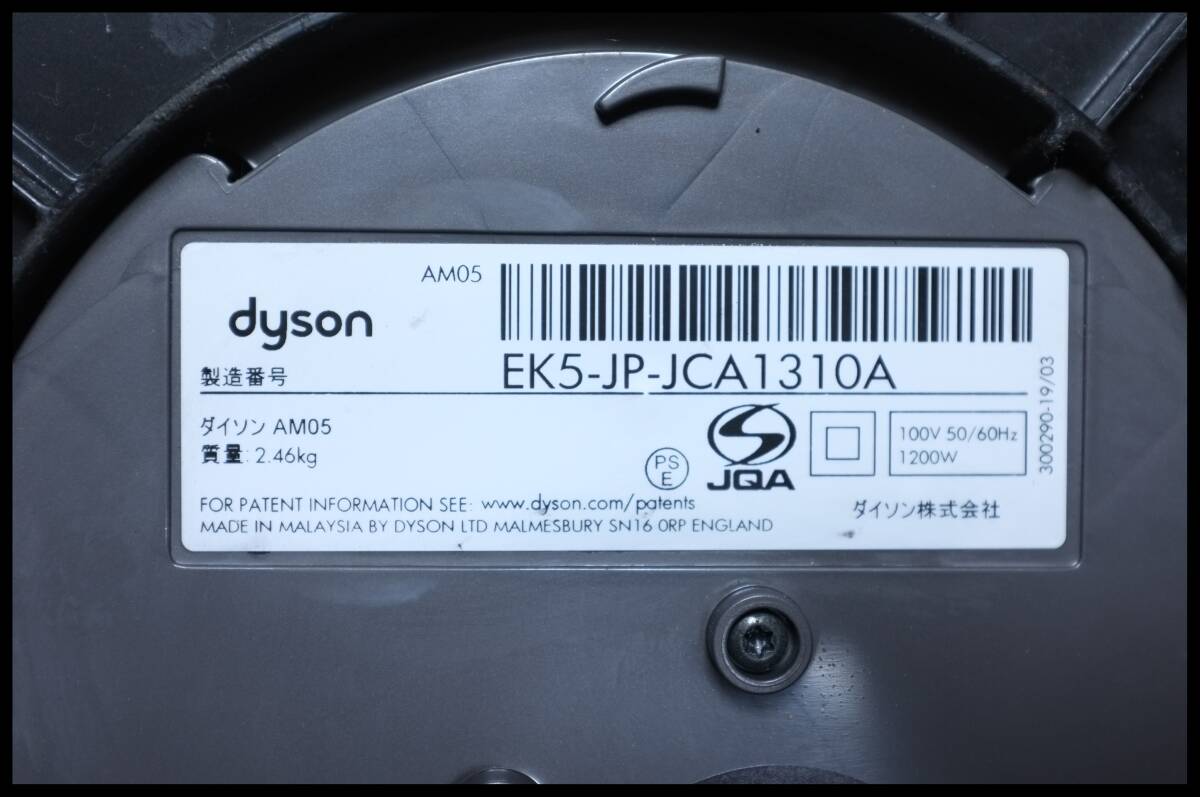 AM05
dyson
製造番号 EK5-JP-JCA1310A
ダイソン AM05
質量: 2.46kg
PS E
JQA
100V 50/60Hz
1200W
300290-19/03
FOR PATENT INFORMATION SEE: www.dyson.com/patents
ダイソン株式会社
MADE IN MALAYSIA BY DYSON LTD MALMESBURY SN16 0RP ENGLAND